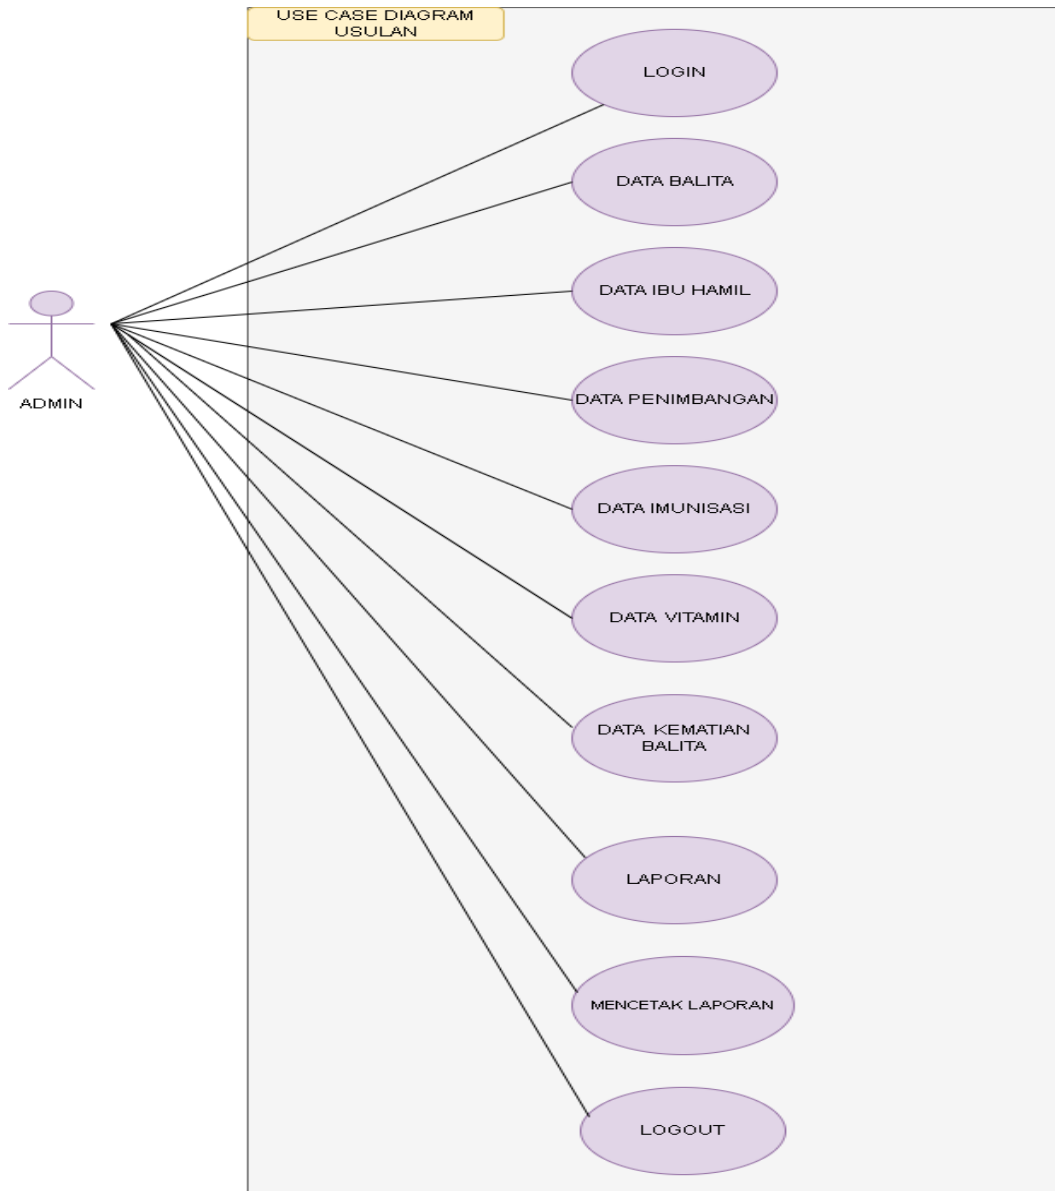 USE CASE DIAGRAM
USULAN
LOGIN
DATA BALITA
DATA IBU HAMIL
ADMIN
DATA PENIMBANGAN
DATA IMUNISASI
DATA VITAMIN
DATA KEMATIAN
BALITA
LAPORAN
MENCETAK LAPORAN
LOGOUT